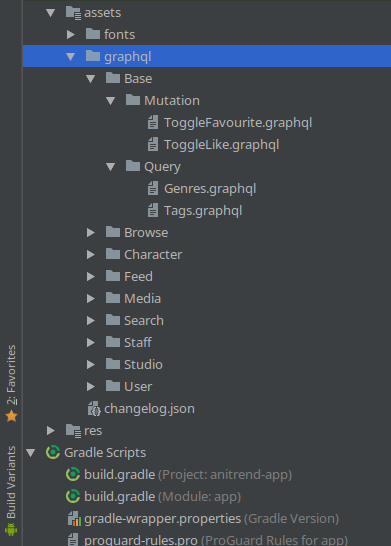 assets
fonts
graphql
Base
Mutation
ToggleFavourite.graphql
ToggleLike.graphql
Query
Genres.graphql
Tags.graphql
Browse
Character
Feed
Media
Search
Staff
Studio
User
changelog.json
res
Gradle Scripts
build.gradle (Project: anitrend-app)
build.gradle (Module: app)
gradle-wrapper.properties (Gradle Version)
proguard-rules.pro (ProGuard Rules for app)
2: Favorites
Build Variants